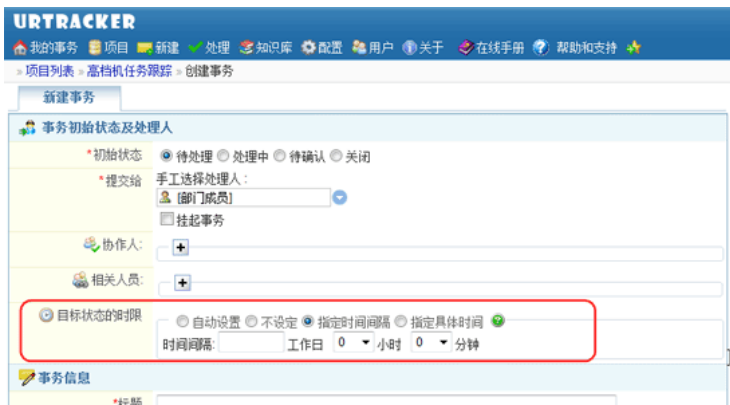 URTRACKER
我的事务 项目 新建 处理 知识库 配置 用户 关于 在线手册 帮助和支持
» 项目列表 » 高档机任务跟踪 » 创建事务
新建事务
事务初始状态及处理人
*初始状态 待处理 处理中 待确认 关闭
*提交给 手工选择处理人:
[部门成员]
挂起事务
协作人:
相关人员:
目标状态的时限 自动设置 不设定 指定时间间隔 指定具体时间
时间间隔: 工作日 0 小时 0 分钟
事务信息
*标题